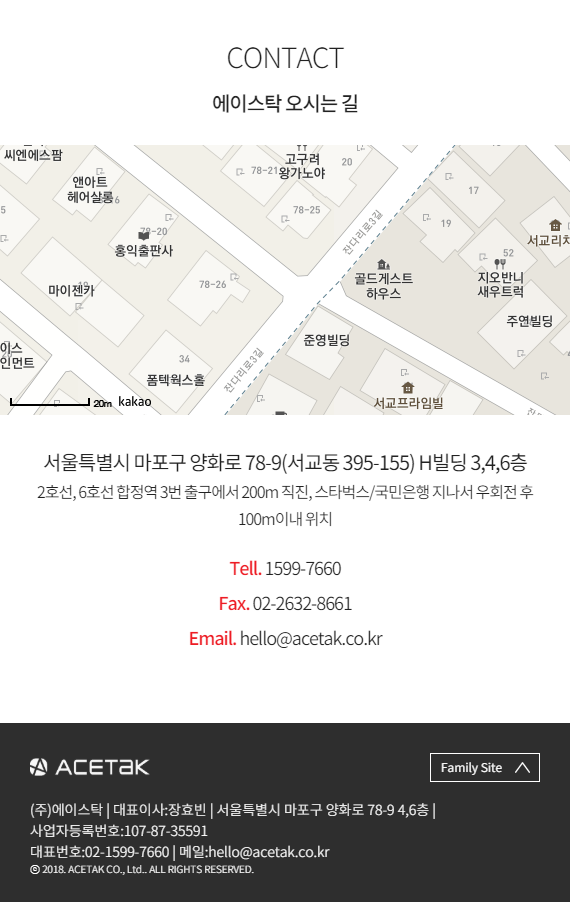 CONTACT
에이스탁 오시는 길
씨엔에스팜
고구려
왕가노야
78-21
20
앤아트
헤어살롱
17
78-25
19
78-20
홍익출판사
잔다리로3길
서교리치
52
골드게스트
하우스
지오반니
새우트럭
78-26
마이젠카
주연빌딩
준영빌딩
이스
인먼트
34
폼텍웍스홀
잔다리로3길
서교프라임빌
20m kakao
서울특별시 마포구 양화로 78-9(서교동 395-155) H빌딩 3,4,6층
2호선, 6호선 합정역 3번 출구에서 200m 직진, 스타벅스/국민은행 지나서 우회전 후
100m이내 위치
Tell. 1599-7660
Fax. 02-2632-8661
Email. hello@acetak.co.kr
ACETAK
Family Site
(주)에이스탁 | 대표이사:장효빈 | 서울특별시 마포구 양화로 78-9 4,6층 |
사업자등록번호:107-87-35591
대표번호:02-1599-7660 | 메일:hello@acetak.co.kr
ⓒ 2018. ACETAK CO., Ltd.. ALL RIGHTS RESERVED.